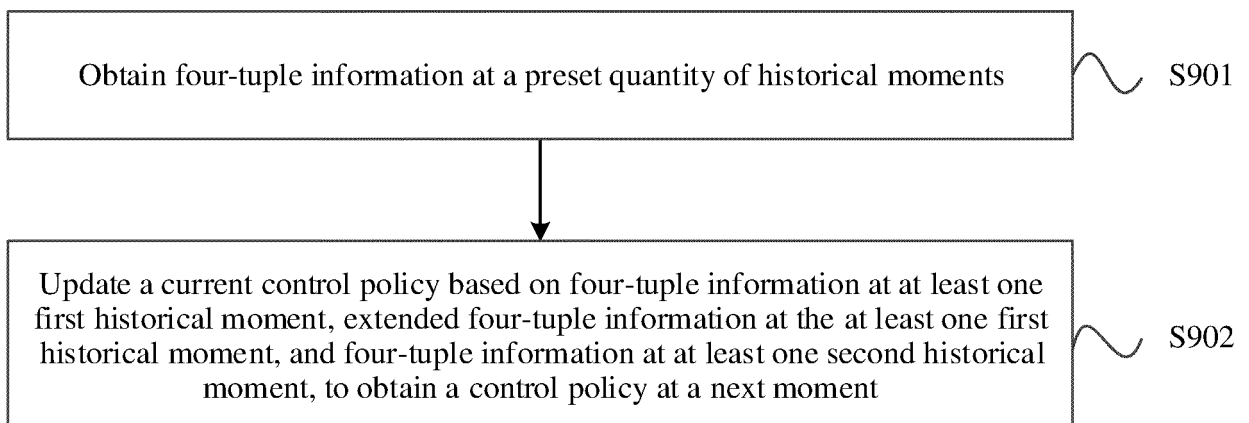 Obtain four-tuple information at a preset quantity of historical moments
S901
Update a current control policy based on four-tuple information at at least one
first historical moment, extended four-tuple information at the at least one first
historical moment, and four-tuple information at at least one second historical
moment, to obtain a control policy at a next moment
S902